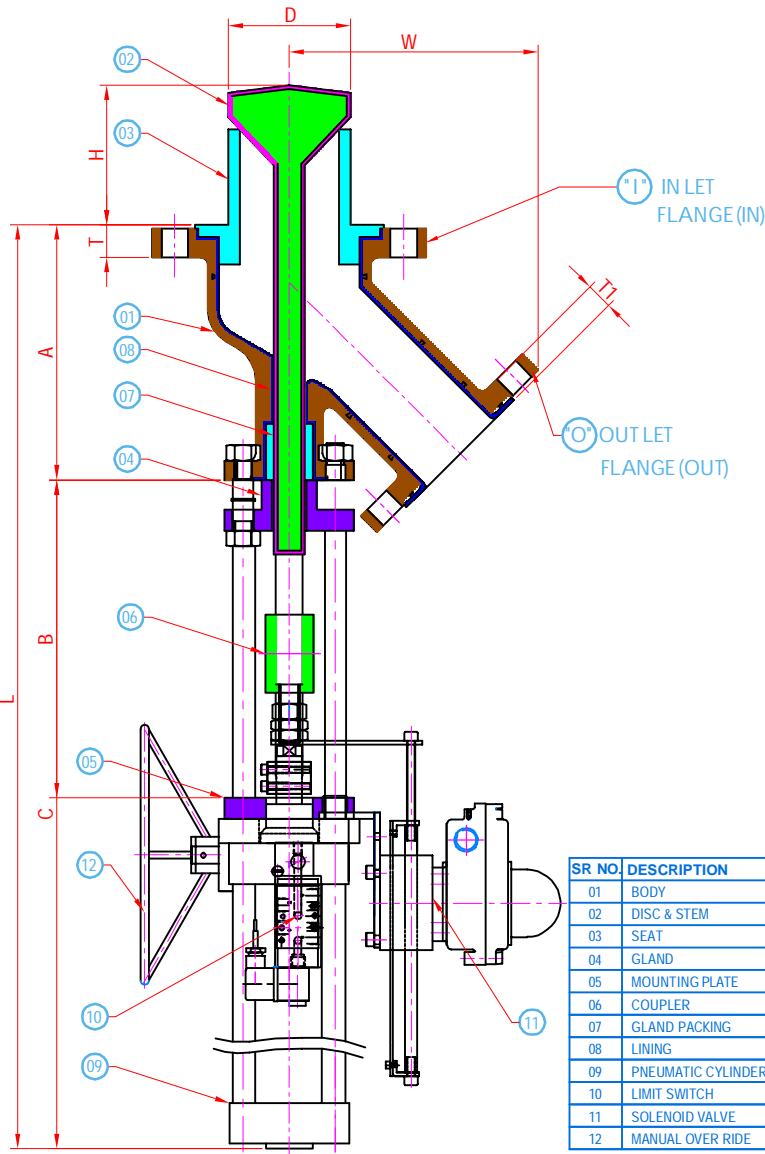 D
W
02
03
H
"I" IN LET
FLANGE (IN)
T
T1
01
A
08
07
"O" OUT LET
FLANGE (OUT)
04
B
06
L
05
C
12
10
11
09
SR NO. DESCRIPTION
01 BODY
02 DISC & STEM
03 SEAT
04 GLAND
05 MOUNTING PLATE
06 COUPLER
07 GLAND PACKING
08 LINING
09 PNEUMATIC CYLINDER
10 LIMIT SWITCH
11 SOLENOID VALVE
12 MANUAL OVER RIDE